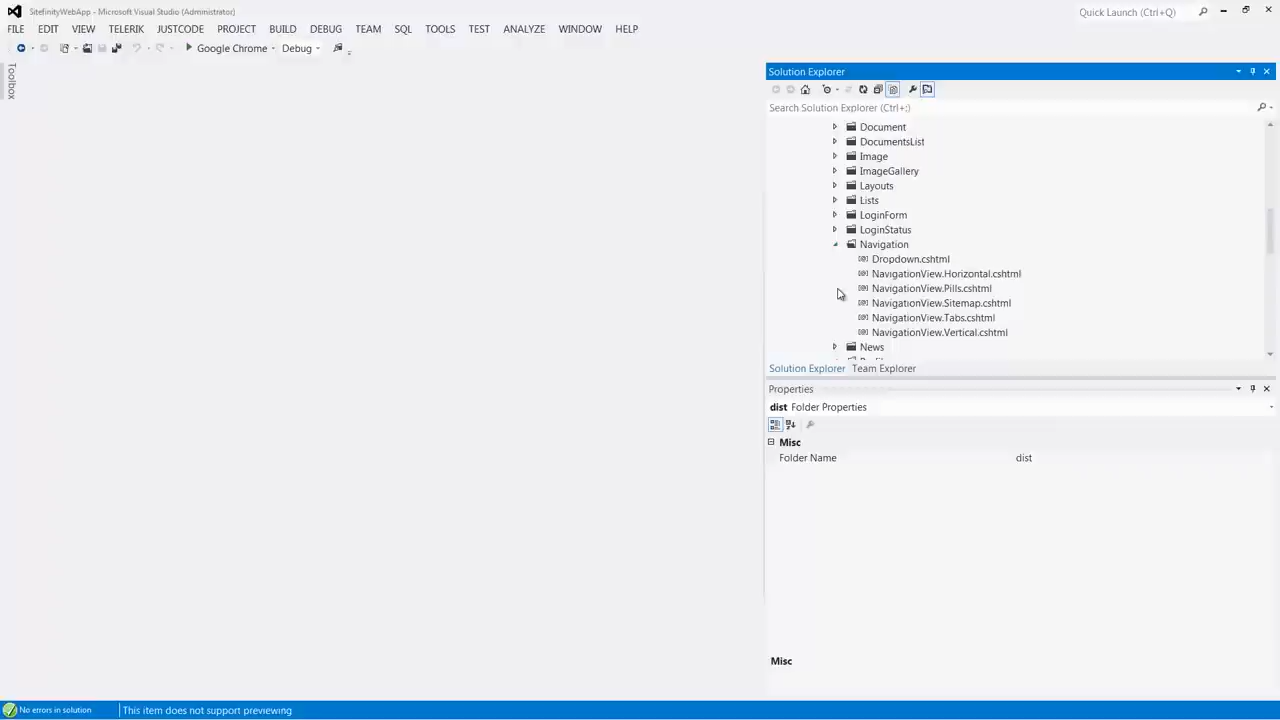 SitefinityWebApp - Microsoft Visual Studio (Administrator)
Quick Launch (Ctrl+Q)
FILE EDIT VIEW TELERIK JUSTCODE PROJECT BUILD DEBUG TEAM SQL TOOLS TEST ANALYZE WINDOW HELP
Google Chrome Debug
Toolbox
Solution Explorer
Search Solution Explorer (Ctrl+;)
Document
DocumentsList
Image
ImageGallery
Layouts
Lists
LoginForm
LoginStatus
Navigation
Dropdown.cshtml
NavigationView.Horizontal.cshtml
NavigationView.Pills.cshtml
NavigationView.Sitemap.cshtml
NavigationView.Tabs.cshtml
NavigationView.Vertical.cshtml
News
Solution Explorer Team Explorer
Properties
dist Folder Properties
Misc
Folder Name dist
Misc
No errors in solution This item does not support previewing